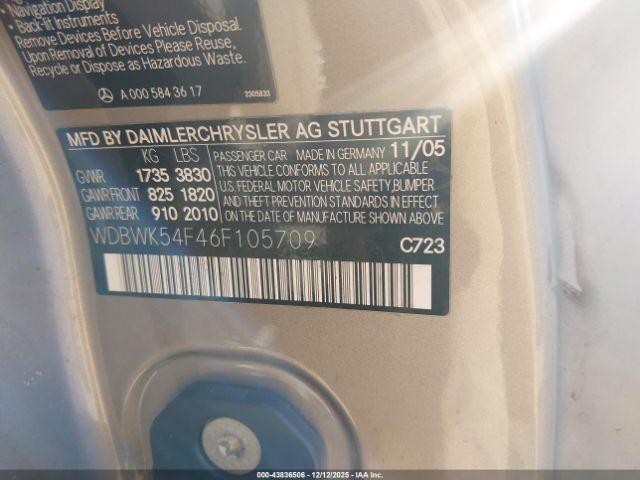 Navigation Display
• Back-lit Instruments
Remove Devices Before Vehicle Disposal.
Upon Removal of Devices Please Reuse,
Recycle or Dispose as Hazardous Waste.
A 000 584 36 17
2305833
MFD BY DAIMLERCHRYSLER AG STUTTGART
KG LBS PASSENGER CAR MADE IN GERMANY 11/05
GVWR 1735 3830 THIS VEHICLE CONFORMS TO ALL APPLICABLE
GAWR FRONT 825 1820 U.S. FEDERAL MOTOR VEHICLE SAFETY,BUMPER
GAWR REAR 910 2010 AND THEFT PREVENTION STANDARDS IN EFFECT
ON THE DATE OF MANUFACTURE SHOWN ABOVE
WDBWK54F46F105709
C723
000-43836506 - 12/12/2025 - IAA, Inc.